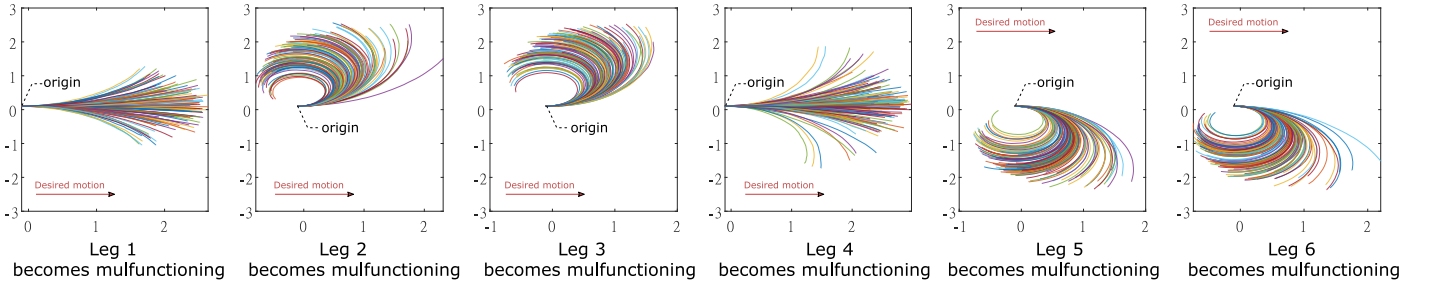 3
2
1
0
-1
-2
-3
origin
Desired motion
0
1
2
Leg 1
becomes mulfunctioning
3
2
1
0
-1
-2
-3
origin
Desired motion
0
1
2
Leg 2
becomes mulfunctioning
3
2
1
0
-1
-2
-3
origin
Desired motion
0
1
2
Leg 3
becomes mulfunctioning
3
2
1
0
-1
-2
-3
origin
Desired motion
0
1
2
Leg 4
becomes mulfunctioning
3
2
1
0
-1
-2
-3
Desired motion
origin
-1
0
1
2
Leg 5
becomes mulfunctioning
3
2
1
0
-1
-2
-3
Desired motion
origin
0
1
2
Leg 6
becomes mulfunctioning